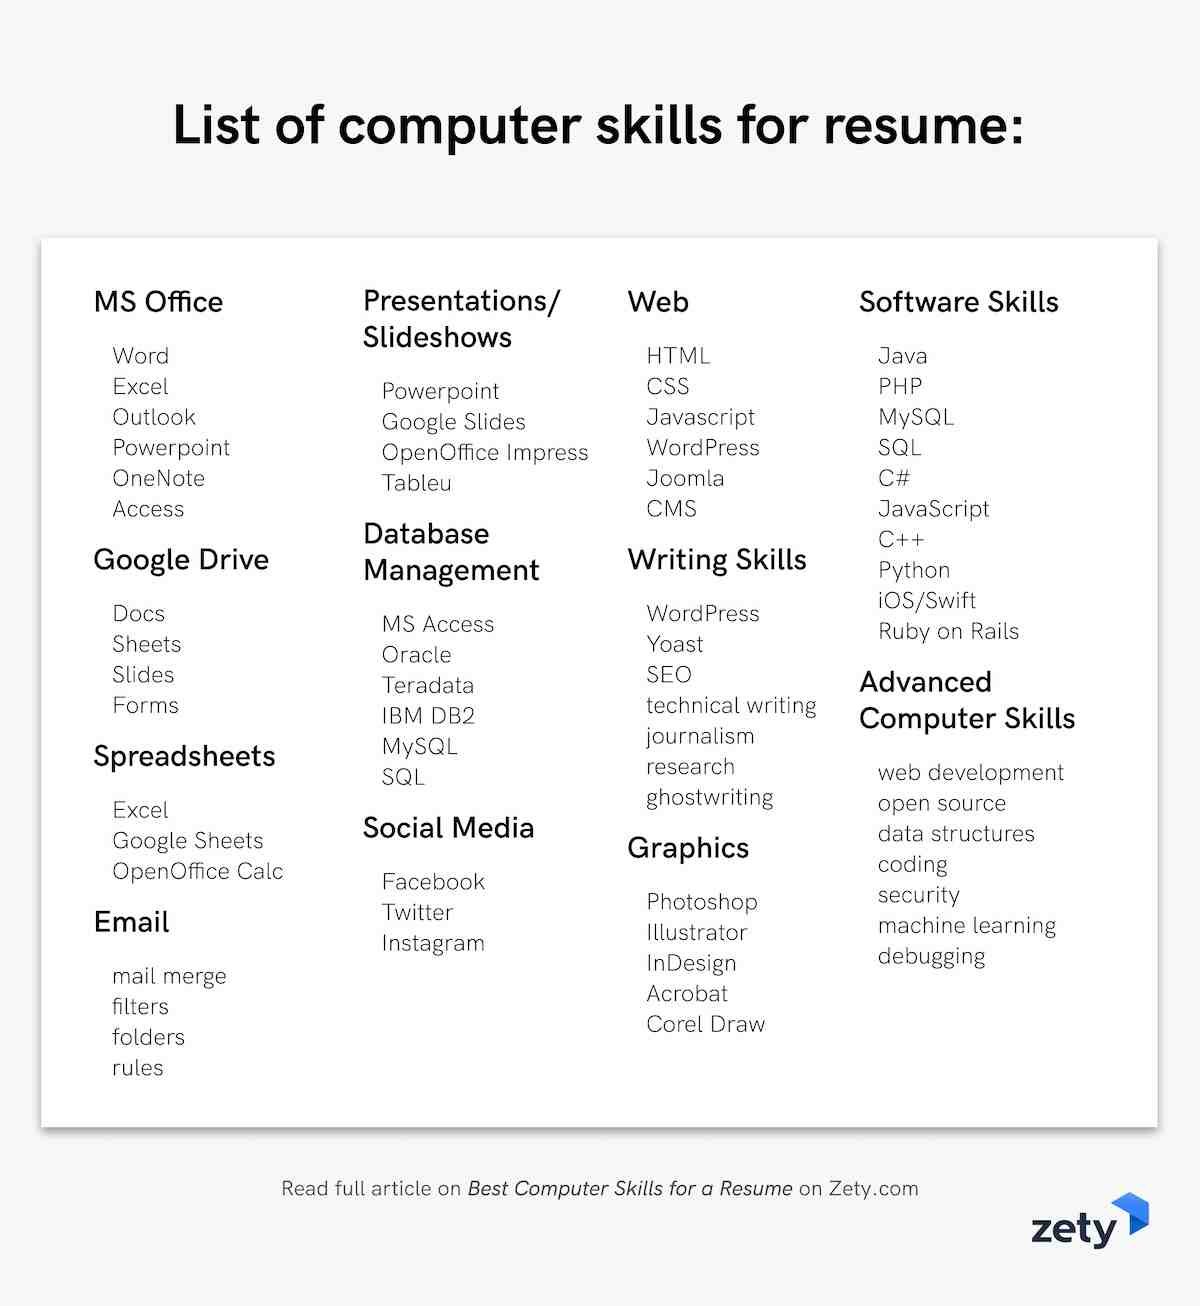 List of computer skills for resume:
MS Office
Word
Excel
Outlook
Powerpoint
OneNote
Access
Google Drive
Docs
Sheets
Slides
Forms
Spreadsheets
Excel
Google Sheets
OpenOffice Calc
Email
mail merge
filters
folders
rules
Presentations/
Slideshows
Powerpoint
Google Slides
OpenOffice Impress
Tableu
Database
Management
MS Access
Oracle
Teradata
IBM DB2
MySQL
SQL
Social Media
Facebook
Twitter
Instagram
Web
HTML
CSS
Javascript
WordPress
Joomla
CMS
Writing Skills
WordPress
Yoast
SEO
technical writing
journalism
research
ghostwriting
Graphics
Photoshop
Illustrator
InDesign
Acrobat
Corel Draw
Software Skills
Java
PHP
MySQL
SQL
C#
JavaScript
C++
Python
iOS/Swift
Ruby on Rails
Advanced
Computer Skills
web development
open source
data structures
coding
security
machine learning
debugging
Read full article on Best Computer Skills for a Resume on Zety.com
zety